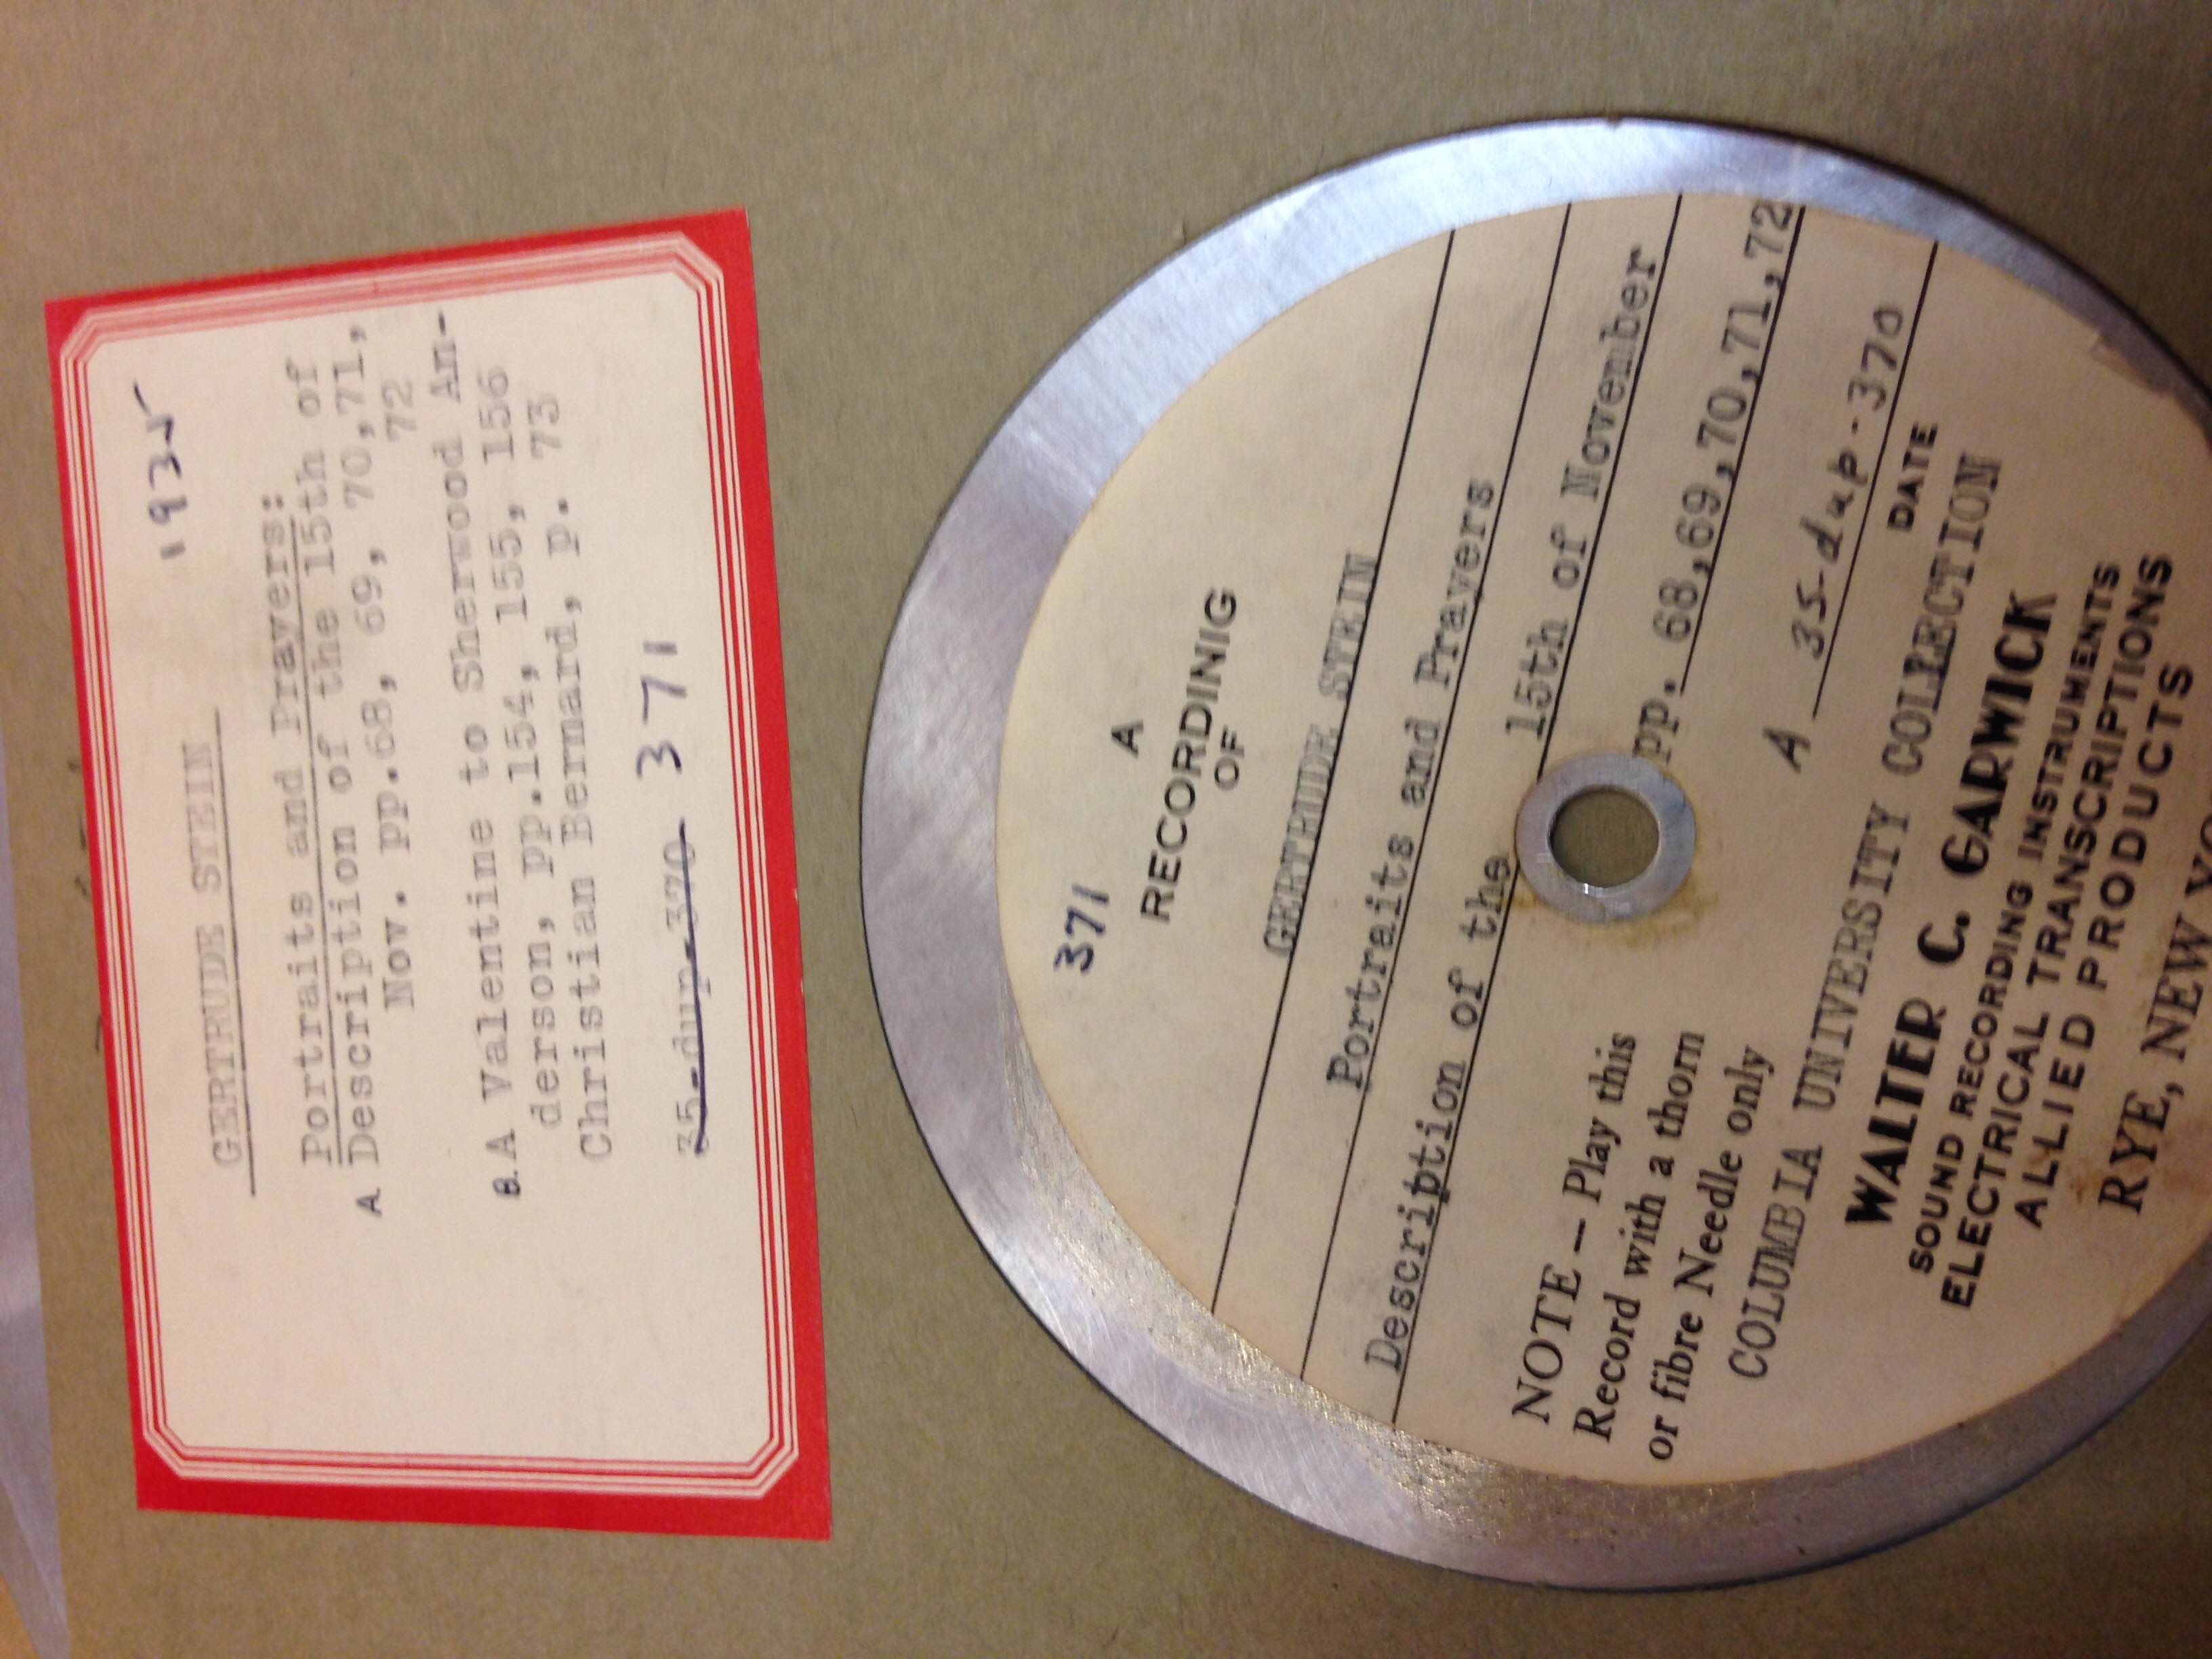 1935
GERTRUDE STEIN
Portraits and Prayers:
A Description of the 15th of
Nov. pp.68, 69, 70,71,
72
B. A Valentine to Sherwood An-
derson, pp.154, 155, 156
Christian Bernard, p. 73
35-dup-370 371
371
A
RECORDINIG
OF
GERTRUDE STEIN
Portraits and Prayers
Description of the 15th of November
pp. 68,69,70,71,72
NOTE – Play this
Record with a thorn
or fibre Needle only
A 35-dup-370
DATE
COLUMBIA UNIVERSITY COLLECTION
WALTER C. GARWICK
SOUND RECORDING INSTRUMENTS
ELECTRICAL TRANSCRIPTIONS
ALLIED PRODUCTS
RYE, NEW